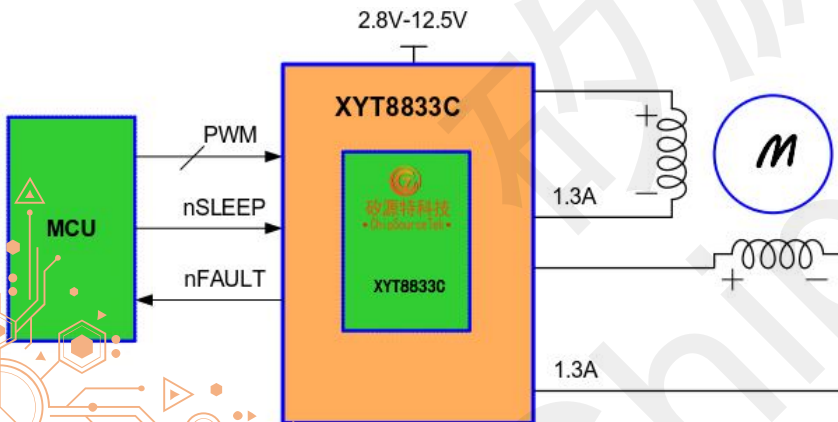 2.8V-12.5V
XYT8833C
PWM
nSLEEP
nFAULT
MCU
矽源特科技
ChipSourceTek
XYT8833C
+
−
1.3A
M
+
−
1.3A